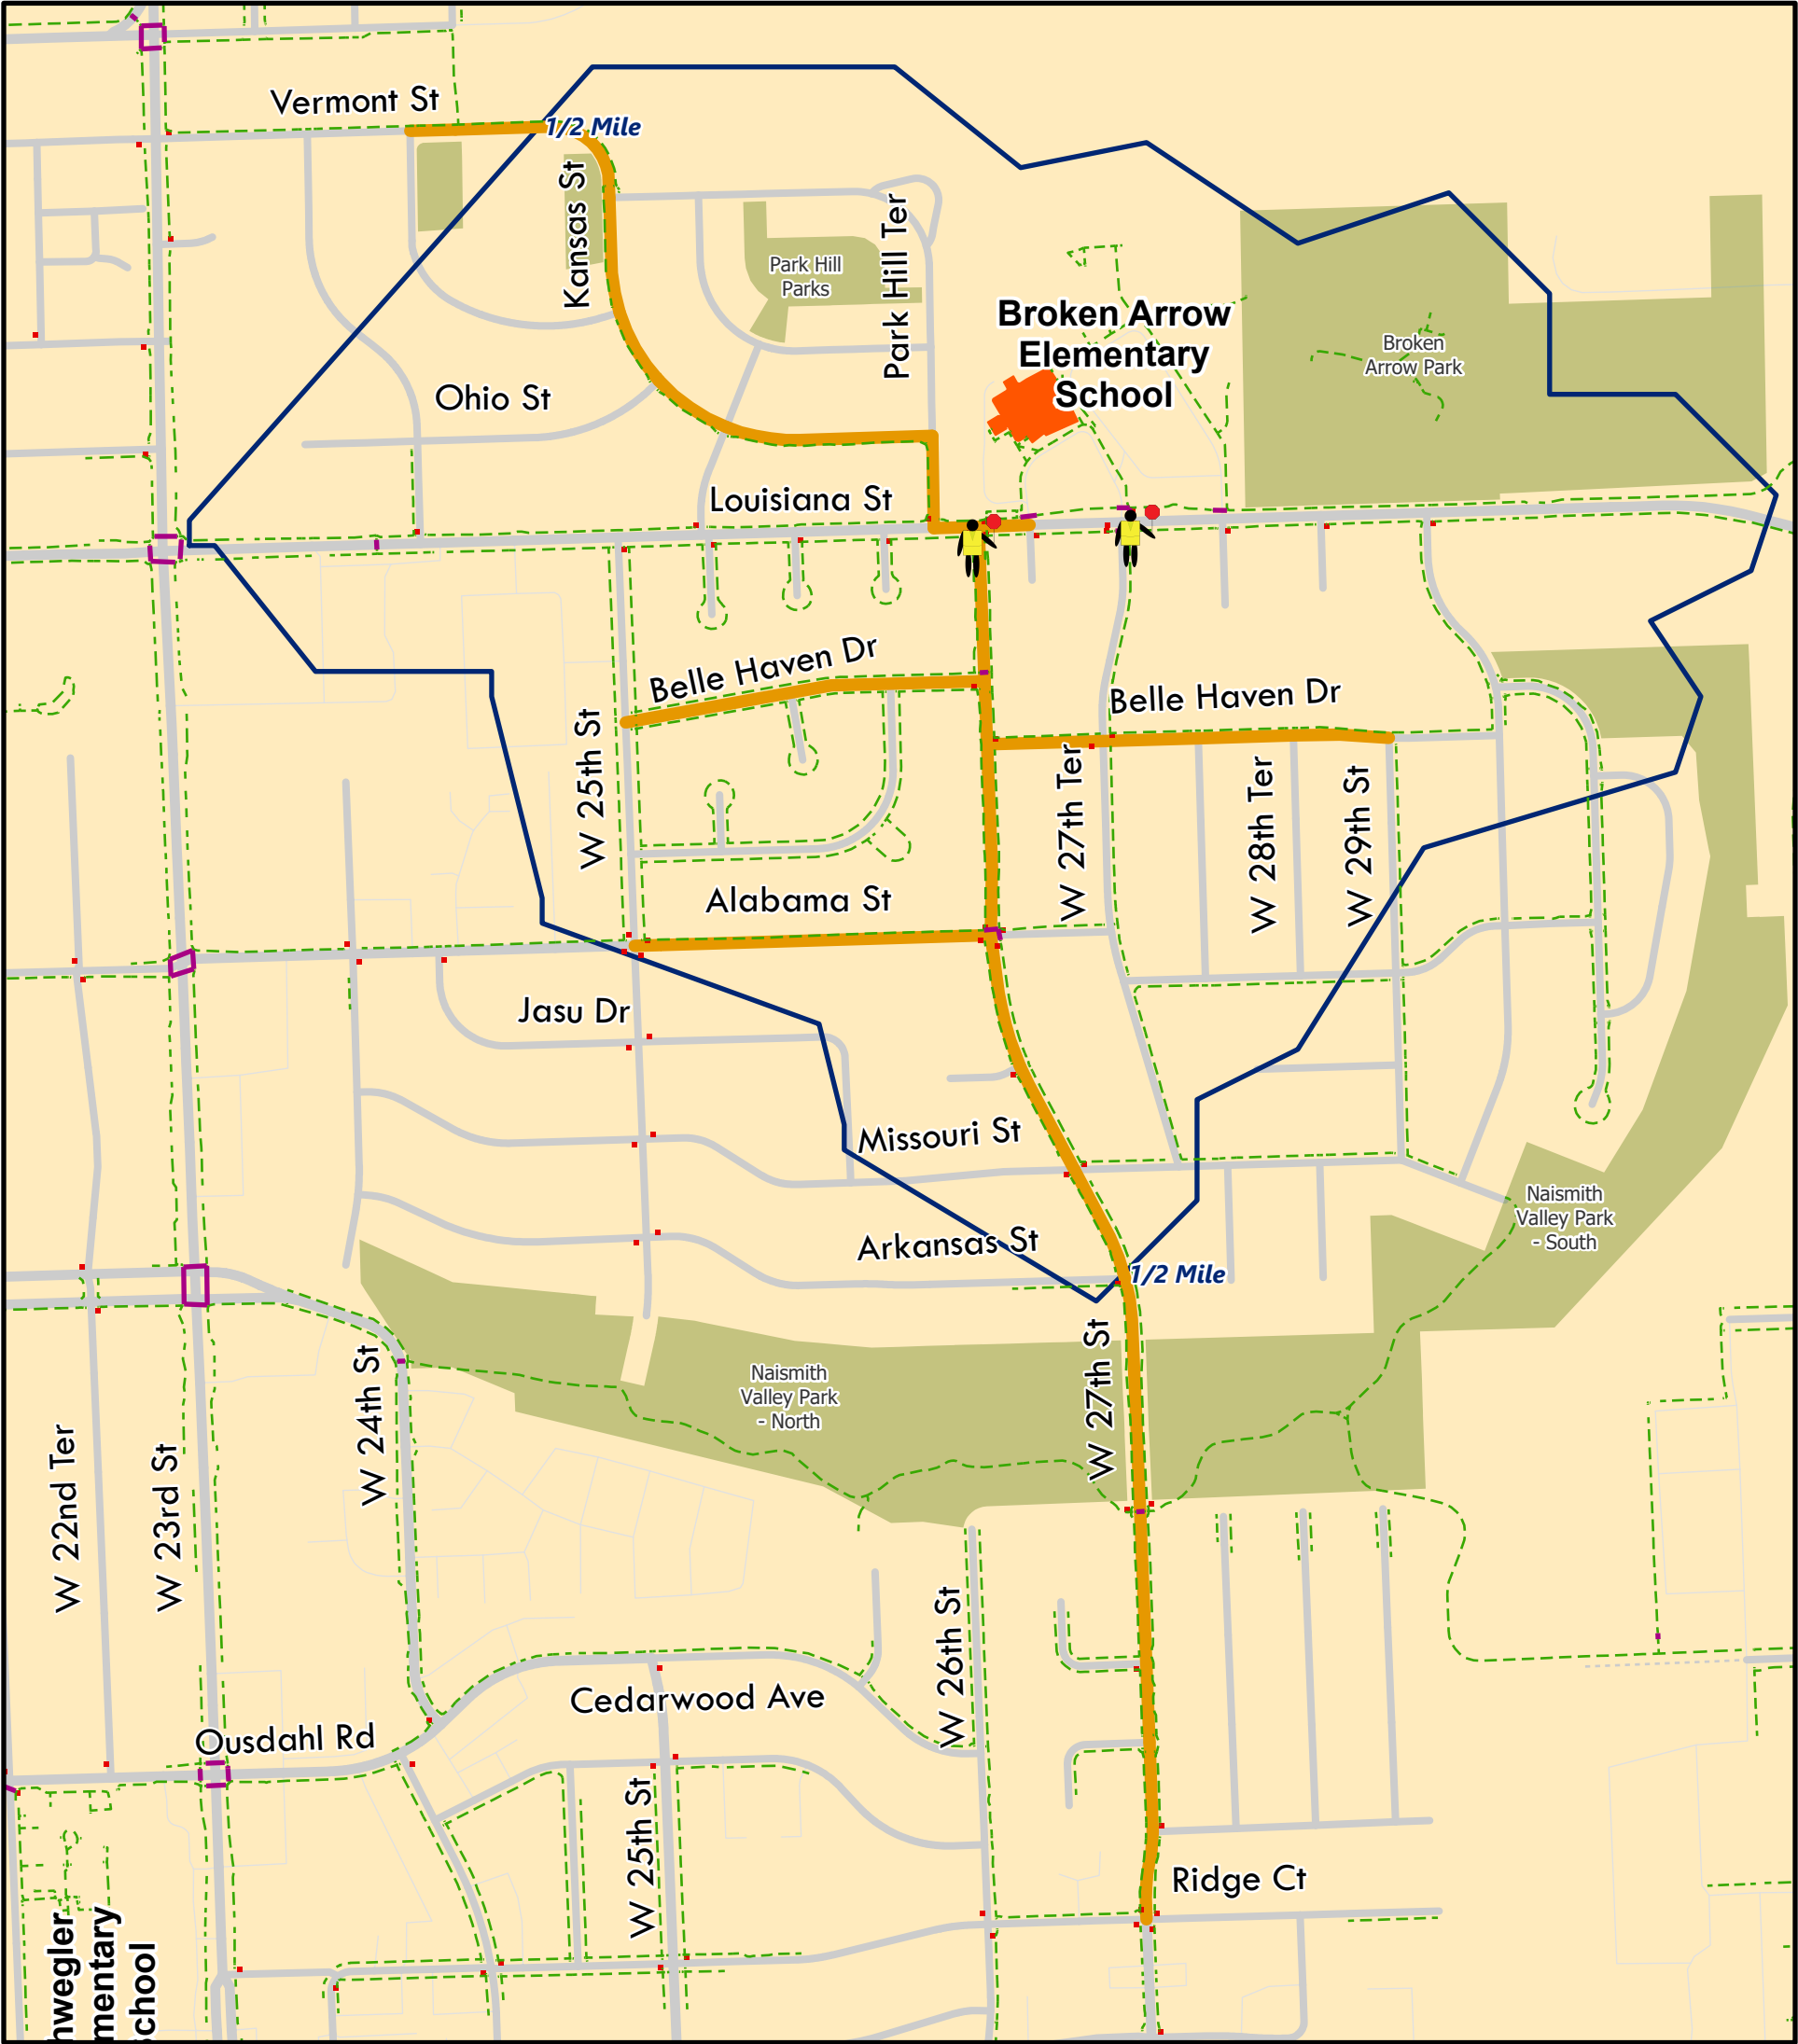 Vermont St
1/2 Mile
Kansas St
Park Hill
Parks
Park Hill Ter
Broken Arrow
Elementary
School
Broken
Arrow Park
Ohio St
Louisiana St
Belle Haven Dr
Belle Haven Dr
W 25th St
W 27th Ter
W 28th Ter
W 29th St
Alabama St
Jasu Dr
Missouri St
Arkansas St
1/2 Mile
Naismith
Valley Park
- South
Naismith
Valley Park
- North
W 27th St
W 24th St
W 22nd Ter
W 23rd St
W 26th St
Cedarwood Ave
Ousdahl Rd
W 25th St
Ridge Ct
hwegler
mentary
chool